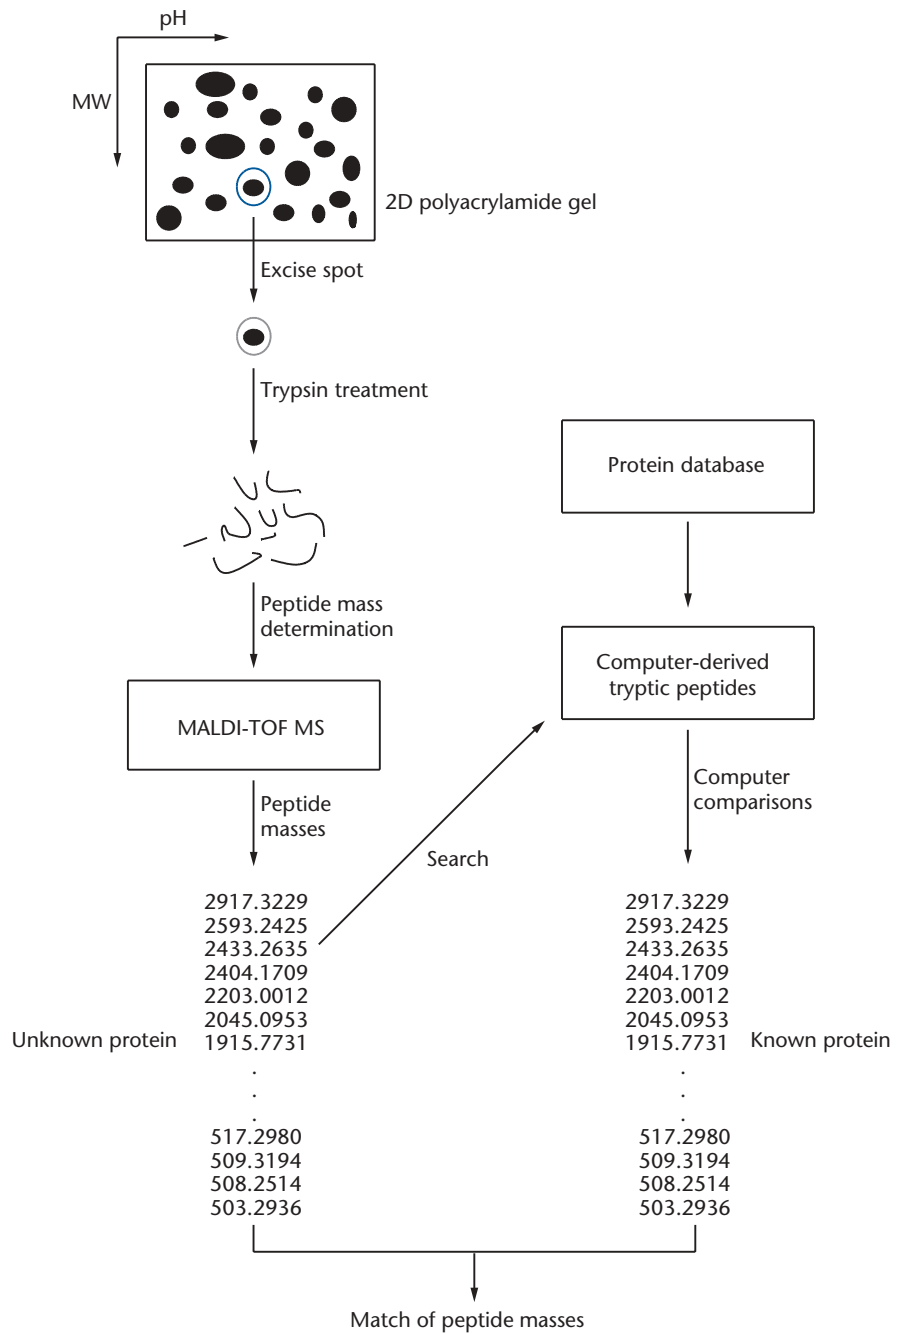 pH
MW
2D polyacrylamide gel
Excise spot
Trypsin treatment
Peptide mass
determination
MALDI-TOF MS
Peptide
masses
2917.3229
2593.2425
2433.2635
2404.1709
2203.0012
2045.0953
Unknown protein 1915.7731
.
.
.
517.2980
509.3194
508.2514
503.2936
Search
Protein database
Computer-derived
tryptic peptides
Computer
comparisons
2917.3229
2593.2425
2433.2635
2404.1709
2203.0012
2045.0953
1915.7731 Known protein
.
.
.
517.2980
509.3194
508.2514
503.2936
Match of peptide masses